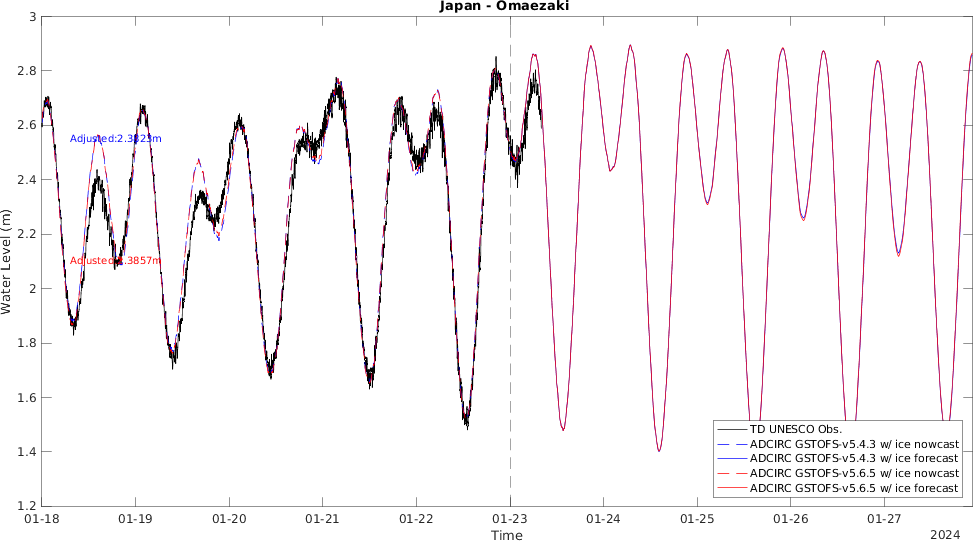 Japan - Omaezaki
Water Level (m)
3
2.8
2.6
2.4
2.2
2
1.8
1.6
1.4
1.2
Adjusted:2.3823m
Adjusted:2.3857m
TD UNESCO Obs.
ADCIRC GSTOFS-v5.4.3 w/ ice nowcast
ADCIRC GSTOFS-v5.4.3 w/ ice forecast
ADCIRC GSTOFS-v5.6.5 w/ ice nowcast
ADCIRC GSTOFS-v5.6.5 w/ ice forecast
01-18 01-19 01-20 01-21 01-22 01-23 01-24 01-25 01-26 01-27
Time
2024